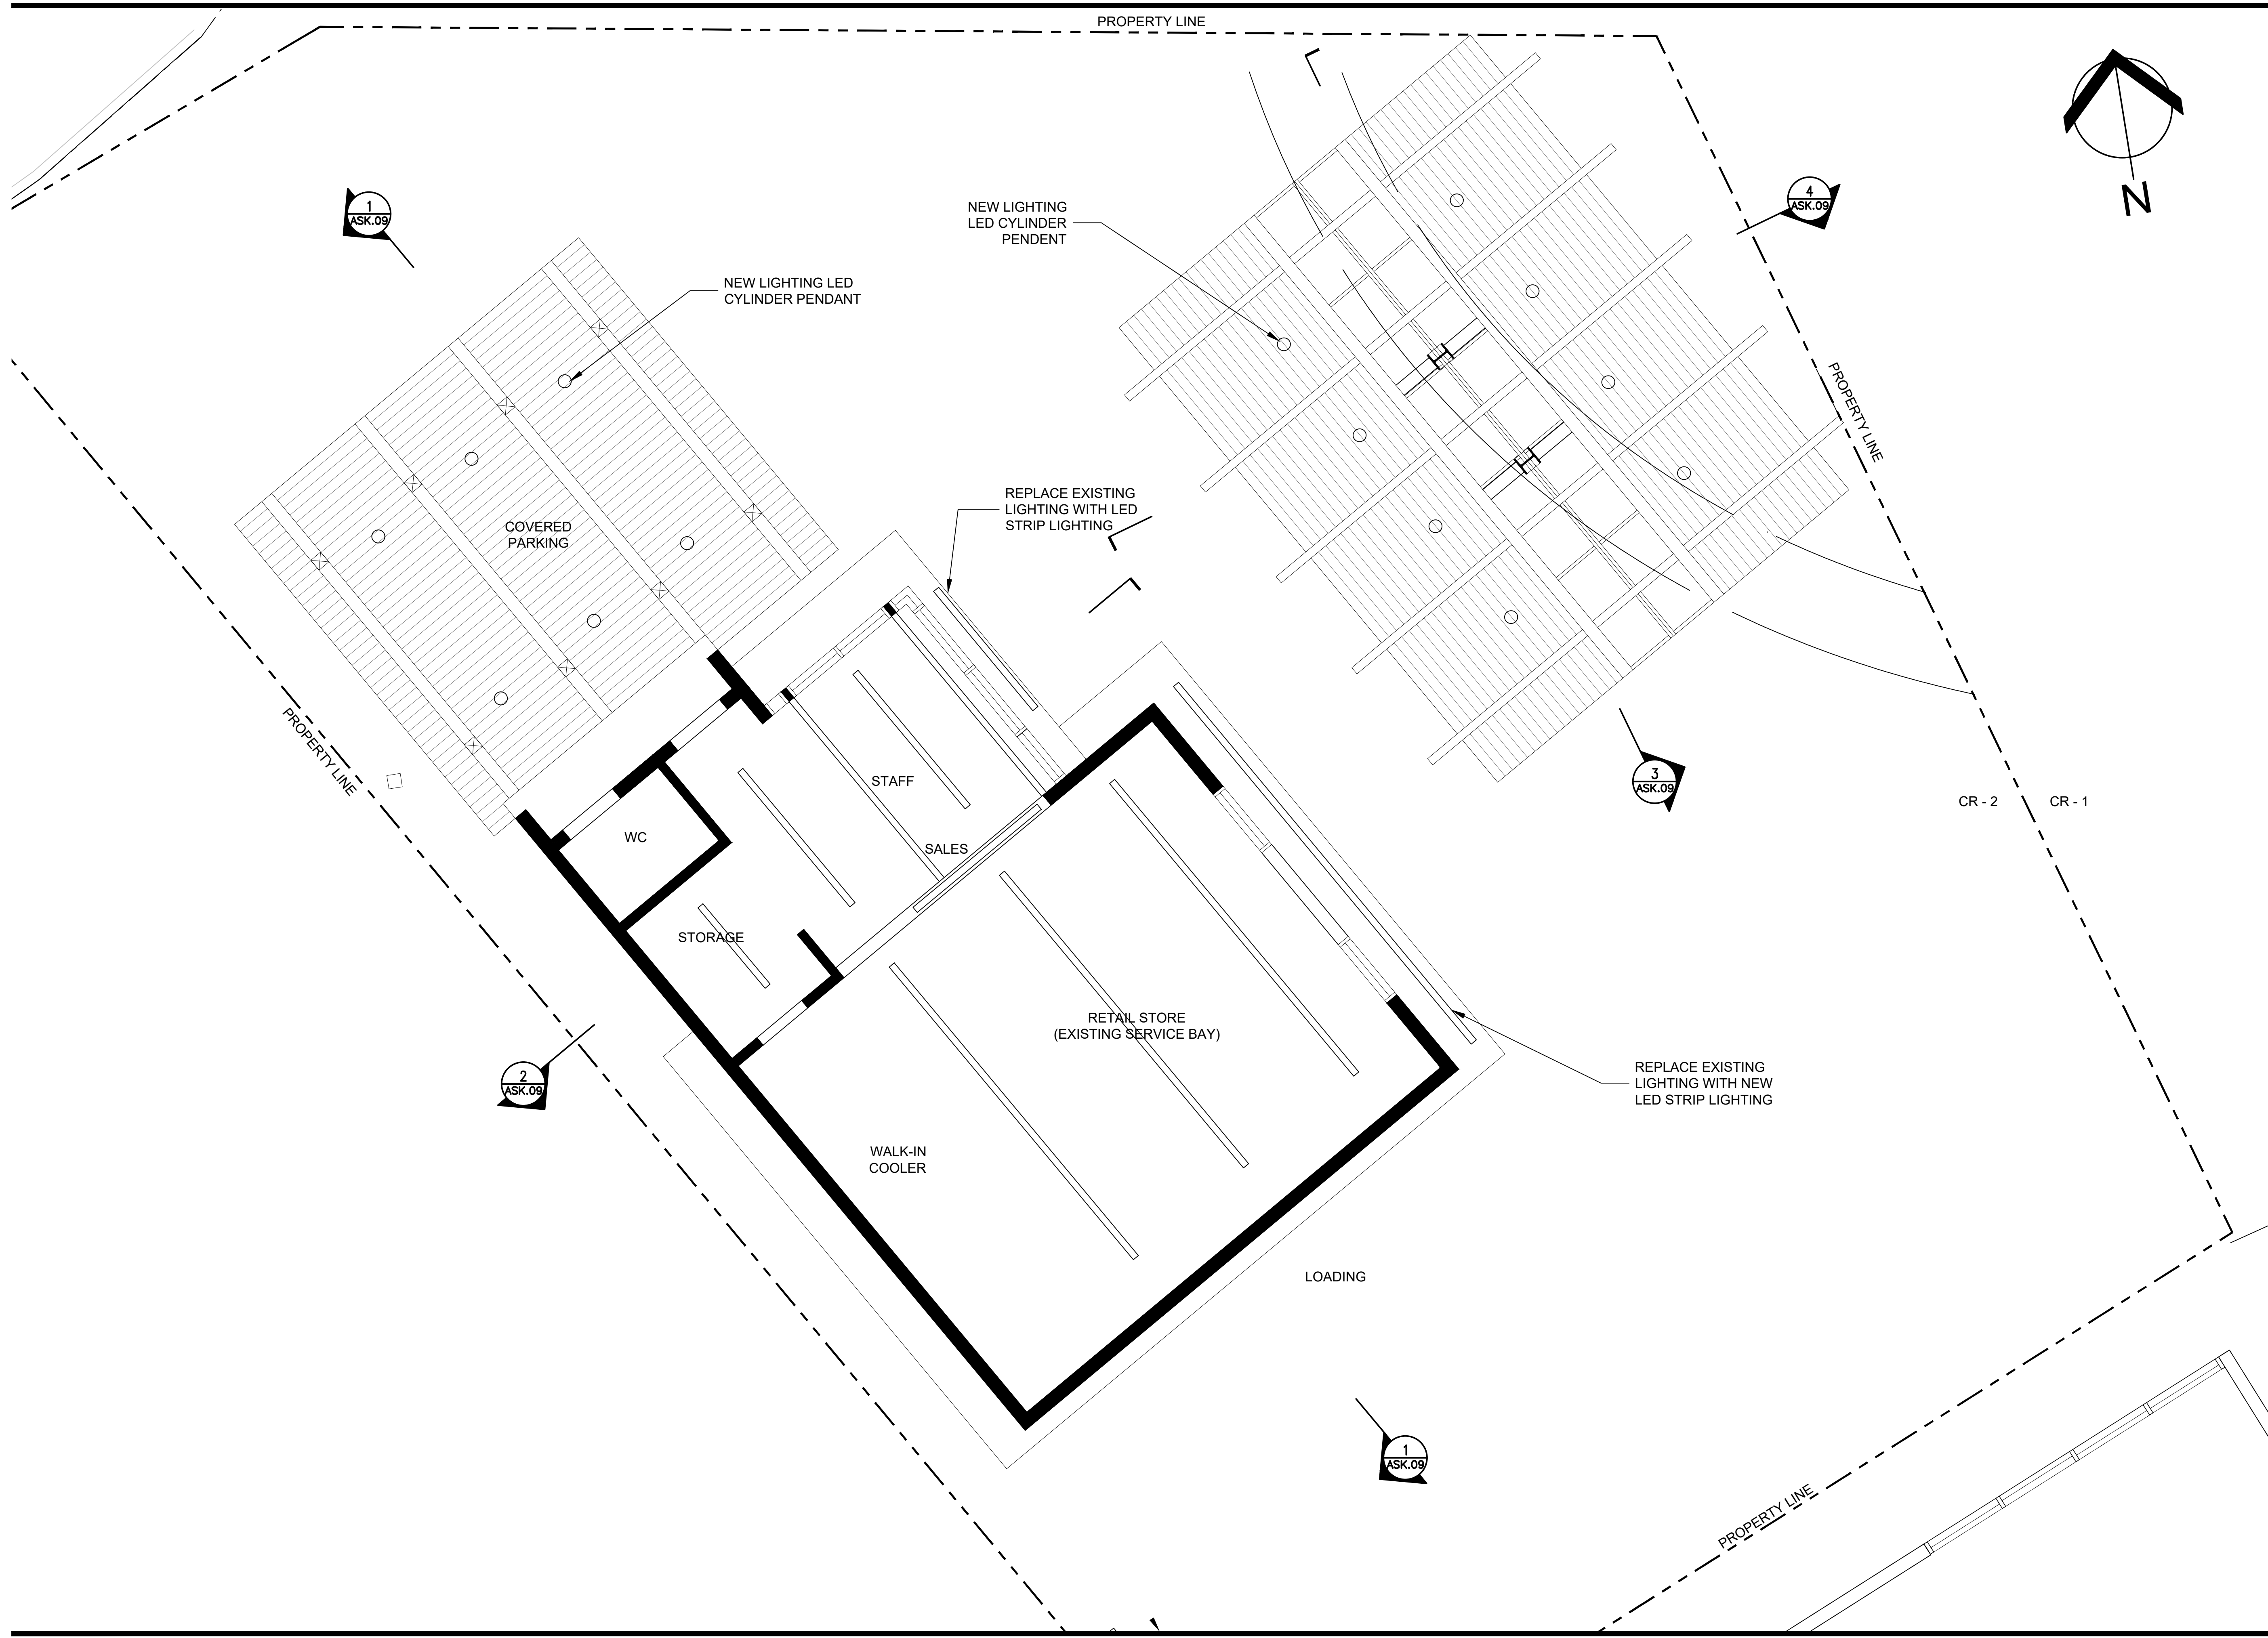 PROPERTY LINE
N
1
ASK.09
4
ASK.09
NEW LIGHTING
LED CYLINDER
PENDENT
NEW LIGHTING LED
CYLINDER PENDANT
PROPERTY LINE
REPLACE EXISTING
LIGHTING WITH LED
STRIP LIGHTING
COVERED
PARKING
PROPERTY LINE
STAFF
3
ASK.09
CR - 2
CR - 1
WC
SALES
STORAGE
RETAIL STORE
(EXISTING SERVICE BAY)
2
ASK.09
REPLACE EXISTING
LIGHTING WITH NEW
LED STRIP LIGHTING
WALK-IN
COOLER
LOADING
1
ASK.09
PROPERTY LINE